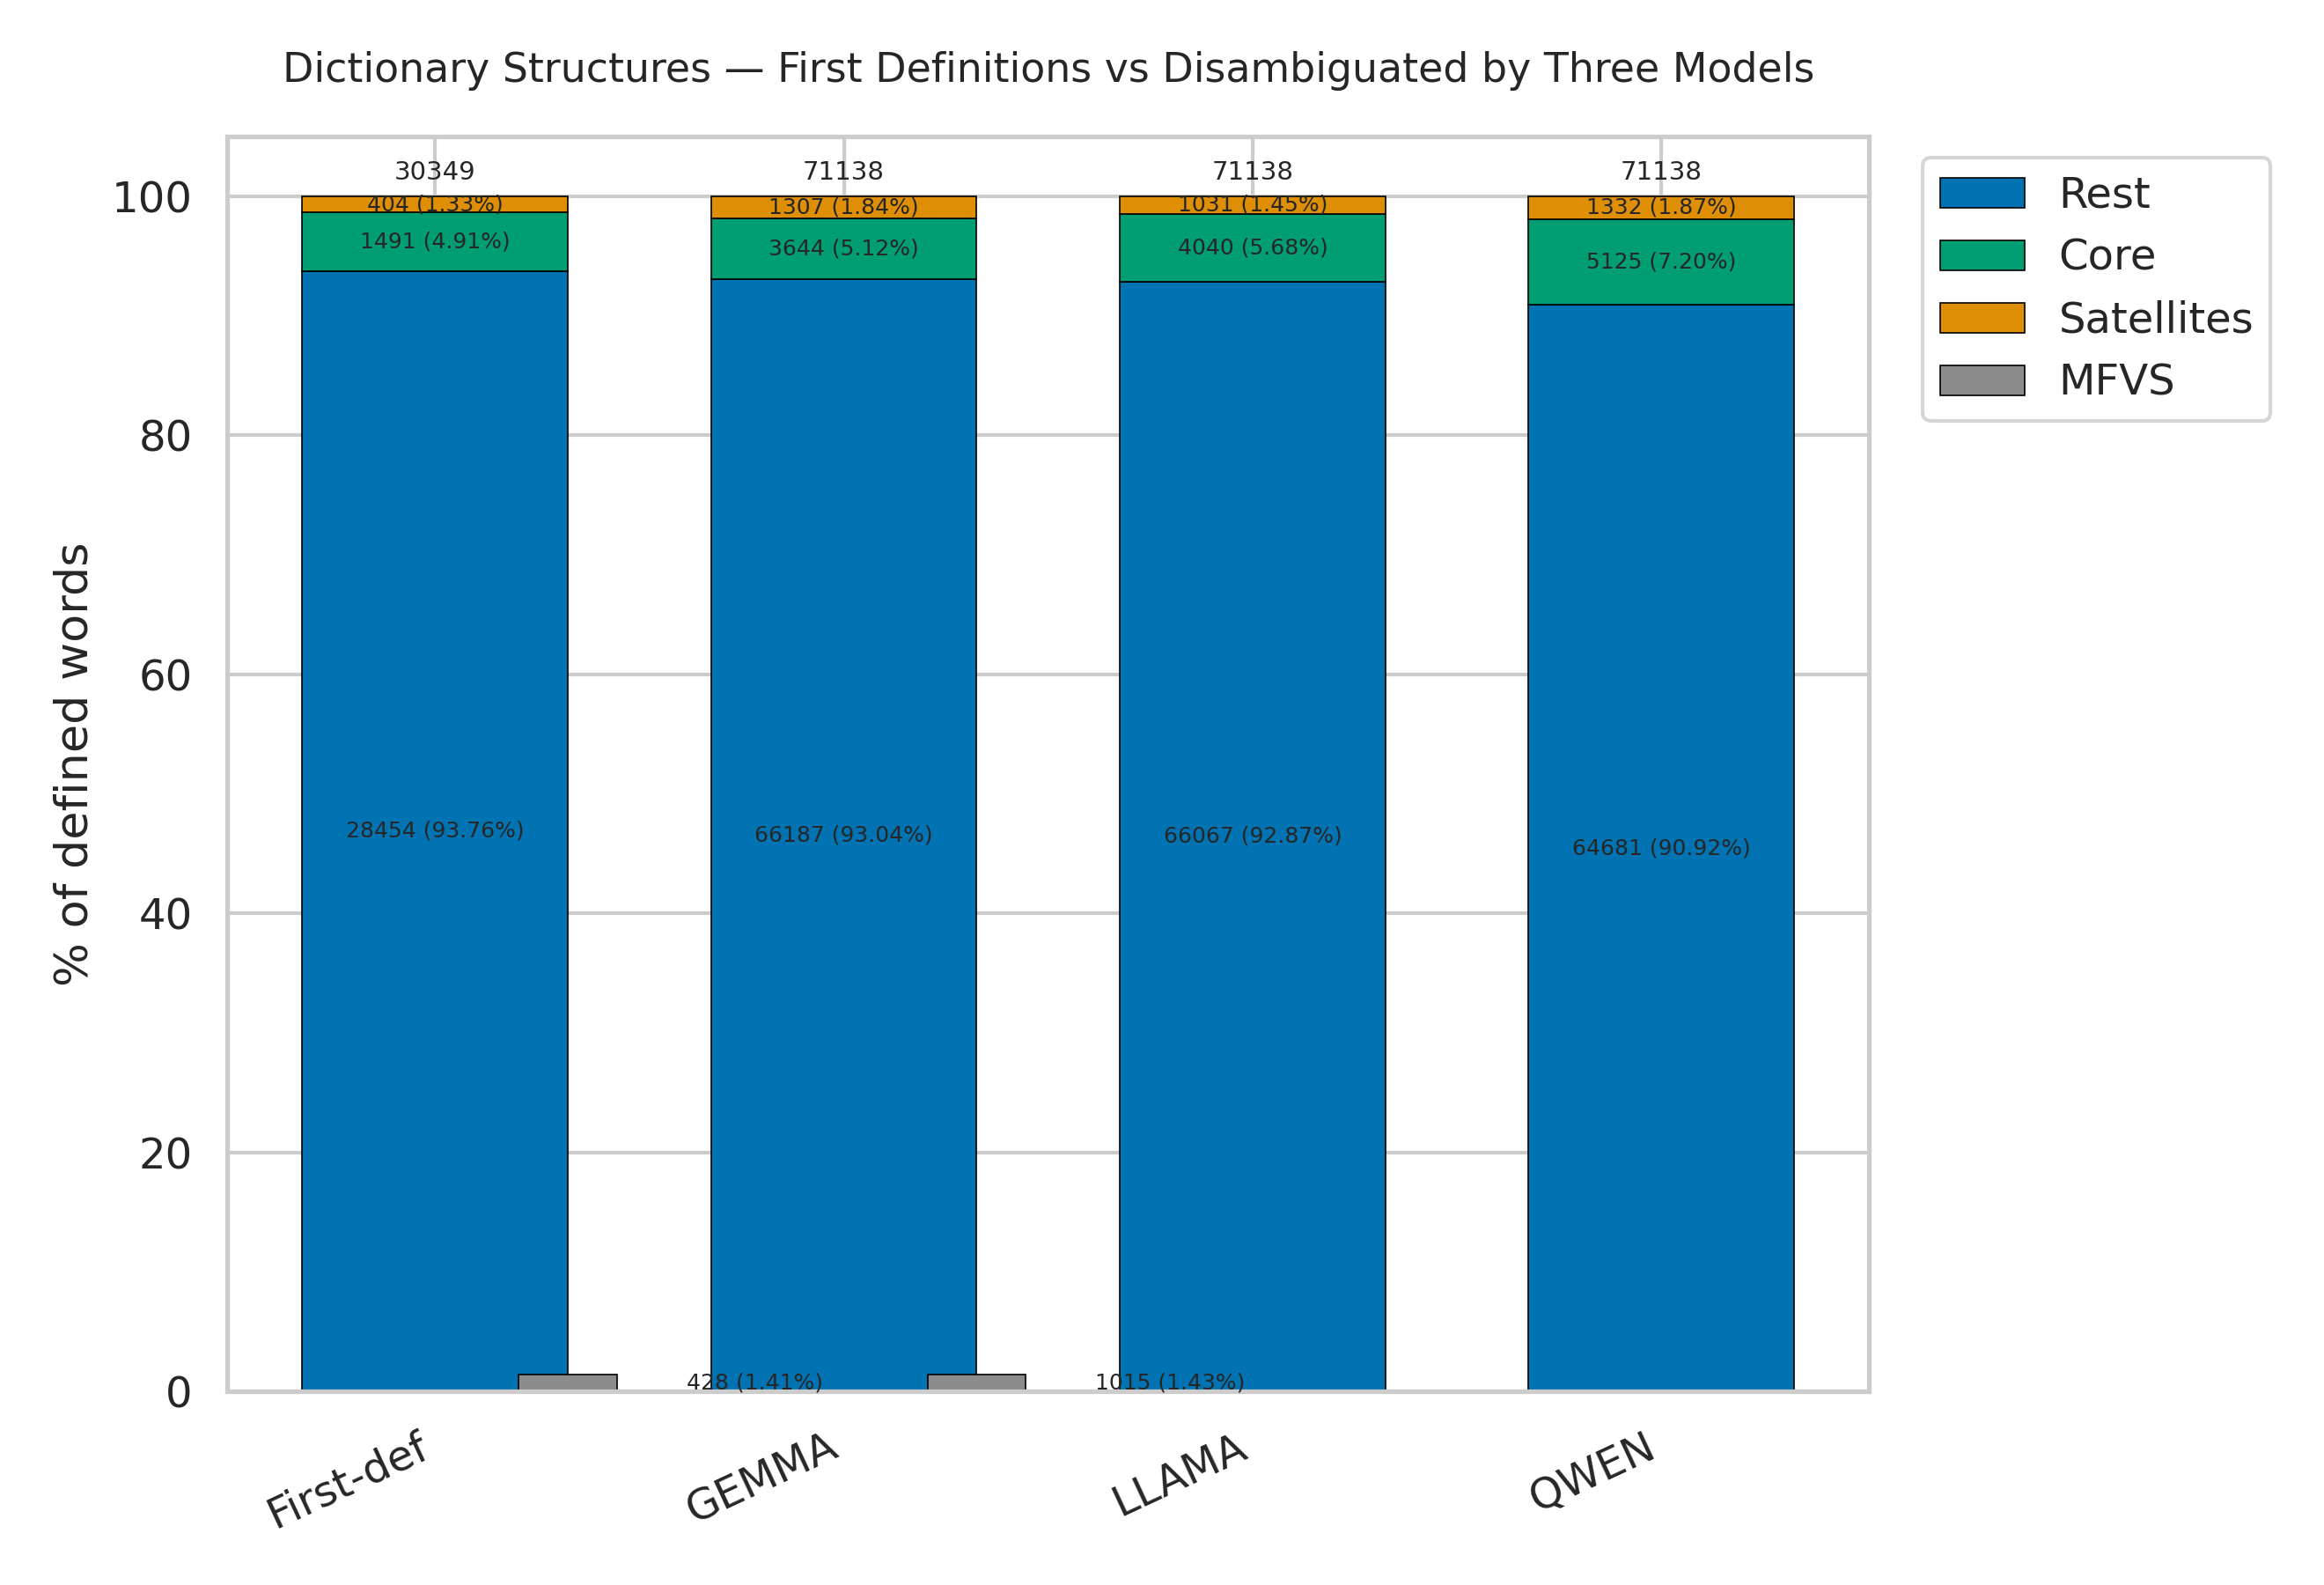 Dictionary Structures — First Definitions vs Disambiguated by Three Models
% of defined words
100
80
60
40
20
0
30349
71138
71138
71138
404 (1.33%)
1307 (1.84%)
1031 (1.45%)
1332 (1.87%)
1491 (4.91%)
3644 (5.12%)
4040 (5.68%)
5125 (7.20%)
28454 (93.76%)
66187 (93.04%)
66067 (92.87%)
64681 (90.92%)
428 (1.41%)
1015 (1.43%)
First-def
GEMMA
LLAMA
QWEN
Rest
Core
Satellites
MFVS